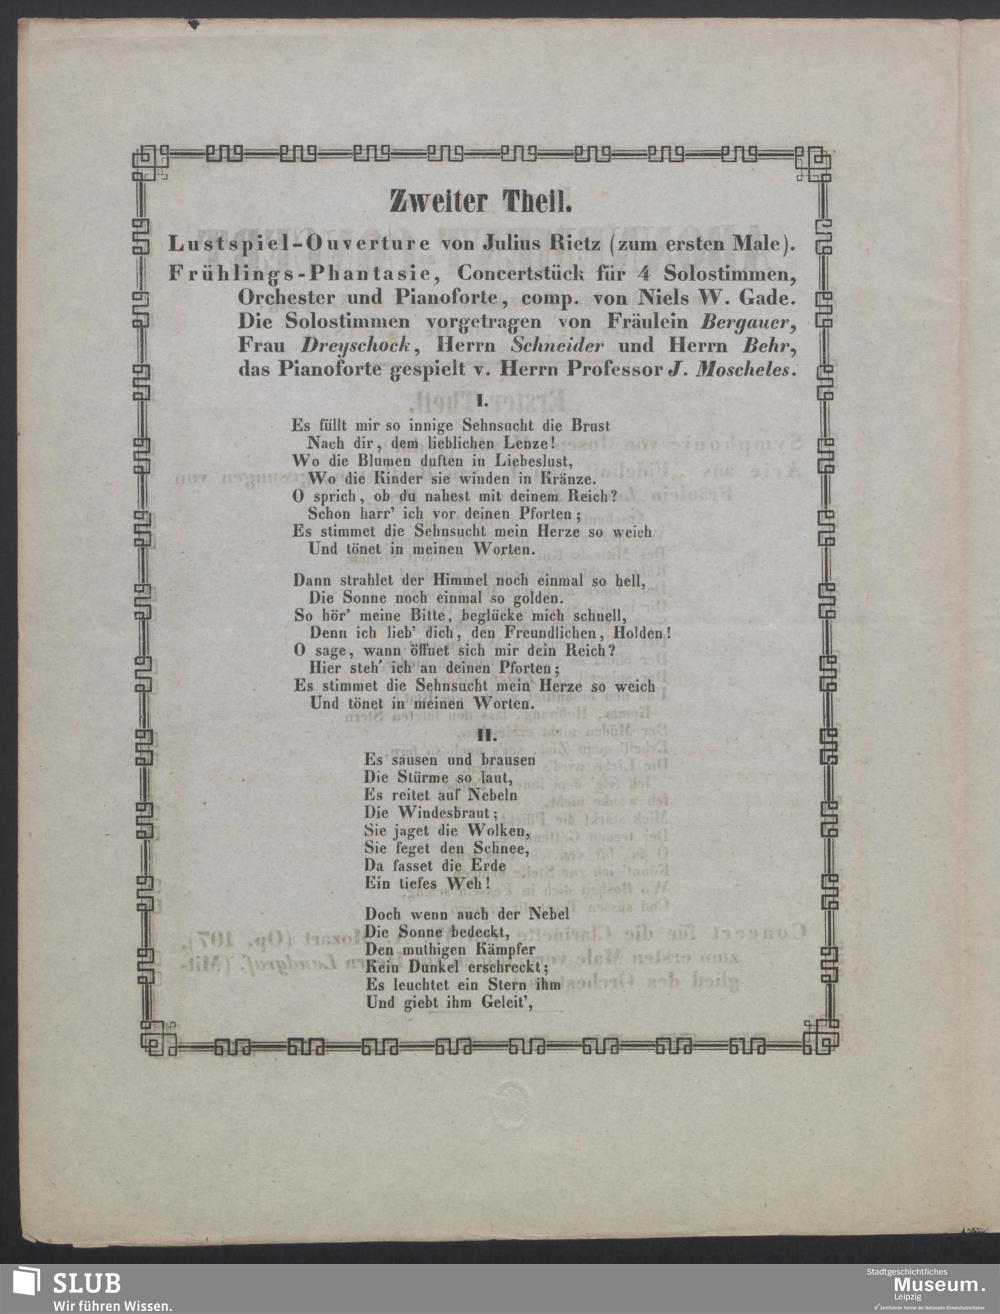 Zweiter Theil.
Lustspiel-Ouverture von Julius Rietz (zum ersten Male).
Frühlings-Phantasie, Concertstück für 4 Solostimmen,
Orchester und Pianoforte, comp. von Niels W. Gade.
Die Solostimmen vorgetragen von Fräulein Bergauer,
Frau Dreyschock, Herrn Schneider und Herrn Behr,
das Pianoforte gespielt v. Herrn Professor J. Moscheles.
I.
Es füllt mir so innige Sehnsucht die Brust
Nach dir, dem lieblichen Lenze!
Wo die Blumen duften in Liebeslust,
Wo die Kinder sie winden in Kränze.
O sprich, ob du nahest mit deinem Reich?
Schon harr' ich vor deinen Pforten;
Es stimmet die Sehnsucht mein Herze so weich
Und tönet in meinen Worten.
Dann strahlet der Himmel noch einmal so hell,
Die Sonne noch einmal so golden.
So hör' meine Bitte, beglücke mich schnell,
Denn ich lieb' dich, den Freundlichen, Holden!
O sage, wann öffnet sich mir dein Reich?
Hier steh' ich an deinen Pforten;
Es stimmet die Sehnsucht mein Herze so weich
Und tönet in meinen Worten.
II.
Es sausen und brausen
Die Stürme so laut,
Es reitet auf Nebeln
Die Windesbraut;
Sie jaget die Wolken,
Sie feget den Schnee,
Da fasset die Erde
Ein tiefes Weh!
Doch wenn auch der Nebel
Die Sonne bedeckt,
Den muthigen Kämpfer
Kein Dunkel erschreckt;
Es leuchtet ein Stern ihm
Und giebt ihm Geleit',
SLUB
Wir führen Wissen.
Stadtgeschichtliches
Museum.
Leipzig
Zertifizierter Partner der Nationalen Klimaschutzinitiative